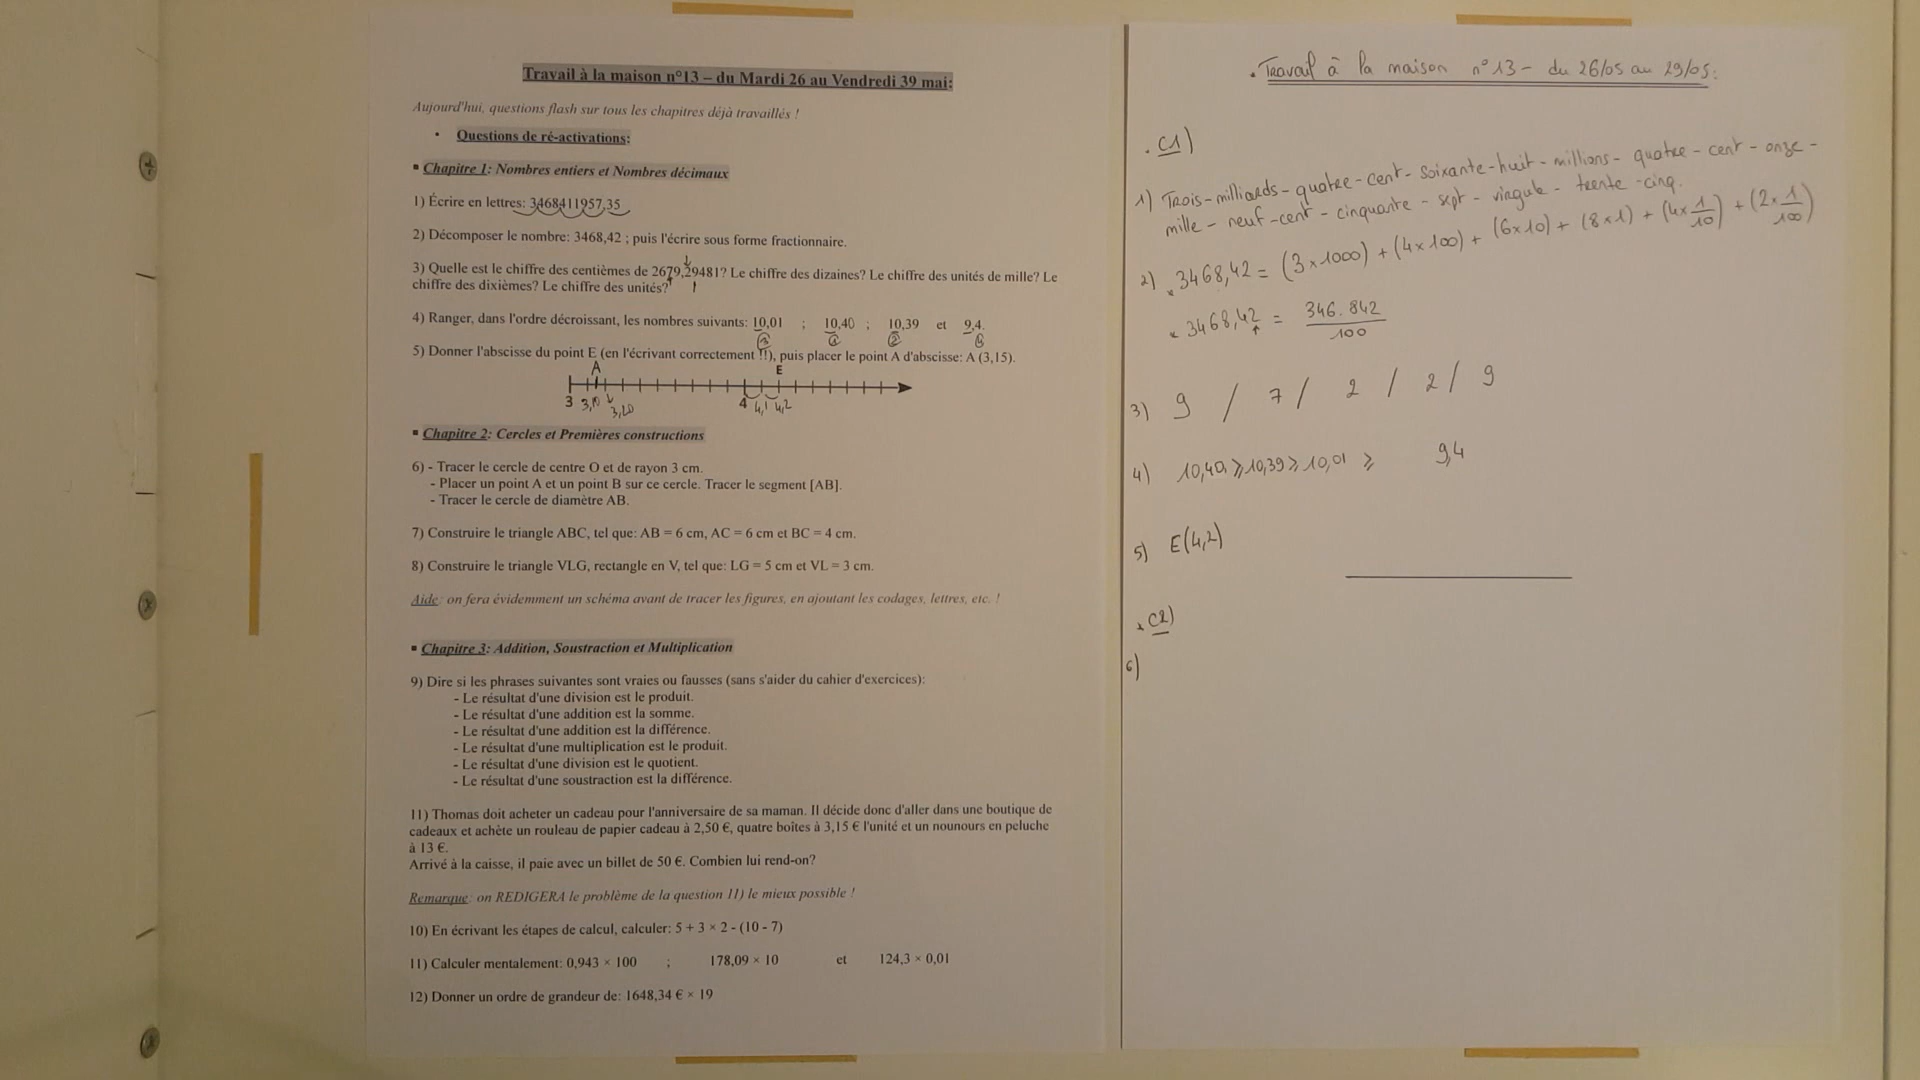 Travail à la maison n°13 – du Mardi 26 au Vendredi 39 mai:
Aujourd'hui, questions flash sur tous les chapitres déjà travaillés !
• Questions de ré-activations:
▪ Chapitre 1: Nombres entiers et Nombres décimaux
1) Écrire en lettres: 3468411957,35
2) Décomposer le nombre: 3468,42 ; puis l'écrire sous forme fractionnaire.
3) Quelle est le chiffre des centièmes de 2679,29481? Le chiffre des dizaines? Le chiffre des unités de mille? Le
chiffre des dixièmes? Le chiffre des unités?
4) Ranger, dans l'ordre décroissant, les nombres suivants: 10,01 ; 10,40 ; 10,39 et 9,4.
5) Donner l'abscisse du point E (en l'écrivant correctement !!), puis placer le point A d'abscisse: A (3,15).
A E
3 3,10 3,20 4 4,1 4,2
▪ Chapitre 2: Cercles et Premières constructions
6) - Tracer le cercle de centre O et de rayon 3 cm.
- Placer un point A et un point B sur ce cercle. Tracer le segment [AB].
- Tracer le cercle de diamètre AB.
7) Construire le triangle ABC, tel que: AB = 6 cm, AC = 6 cm et BC = 4 cm.
8) Construire le triangle VLG, rectangle en V, tel que: LG = 5 cm et VL = 3 cm.
Aide: on fera évidemment un schéma avant de tracer les figures, en ajoutant les codages, lettres, etc. !
▪ Chapitre 3: Addition, Soustraction et Multiplication
9) Dire si les phrases suivantes sont vraies ou fausses (sans s'aider du cahier d'exercices):
- Le résultat d'une division est le produit.
- Le résultat d'une addition est la somme.
- Le résultat d'une addition est la différence.
- Le résultat d'une multiplication est le produit.
- Le résultat d'une division est le quotient.
- Le résultat d'une soustraction est la différence.
11) Thomas doit acheter un cadeau pour l'anniversaire de sa maman. Il décide donc d'aller dans une boutique de
cadeaux et achète un rouleau de papier cadeau à 2,50 €, quatre boîtes à 3,15 € l'unité et un nounours en peluche
à 13 €.
Arrivé à la caisse, il paie avec un billet de 50 €. Combien lui rend-on?
Remarque: on REDIGERA le problème de la question 11) le mieux possible !
10) En écrivant les étapes de calcul, calculer: 5 + 3 × 2 - (10 - 7)
11) Calculer mentalement: 0,943 × 100 ; 178,09 × 10 et 124,3 × 0,01
12) Donner un ordre de grandeur de: 1648,34 € × 19
. Travail à la maison n°13 - du 26/05 au 29/05:
. C1)
1) Trois-milliards-quatre-cent-soixante-huit-millions-quatre-cent-onze-
mille-neuf-cent-cinquante-sept-virgule-trente-cinq.
2) × 3468,42 = (3×1000) + (4×100) + (6×10) + (8×1) + (4×1/10) + (2×1/100)
× 3468,42 = 346.842/100
3) 9 / 7 / 2 / 2 / 9
4) 10,40 ⩾ 10,39 ⩾ 10,01 ⩾ 9,4
5) E(4,2)
× C2)
6)